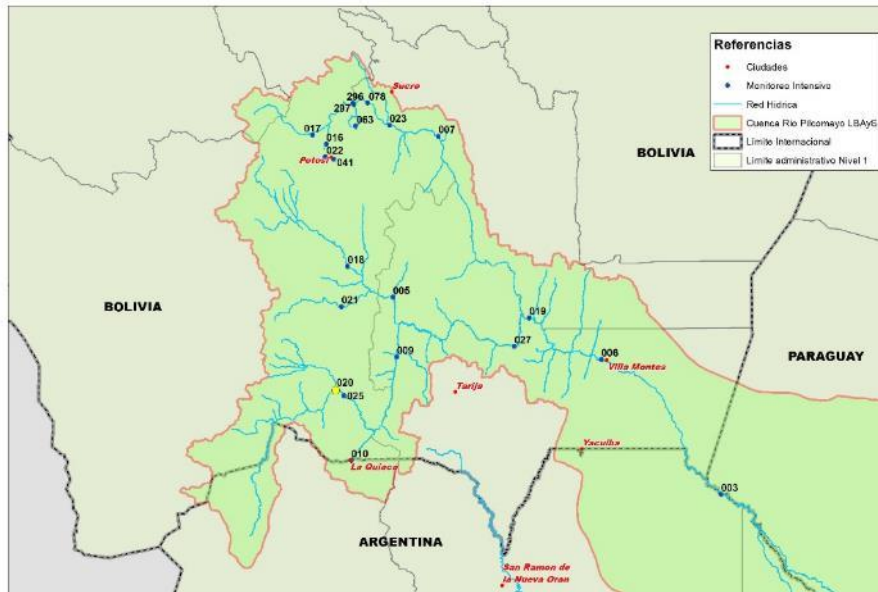 Referencias
Ciudades
Monitoreo Intensivo
Red Hídrica
Cuenca Río Pilcomayo LBAyS
Límite Internacional
Límite administrativo Nivel 1
Sucre
296
078
297
063
023
017
016
007
022
Potosí
041
BOLIVIA
018
005
021
019
BOLIVIA
027
006
PARAGUAY
009
Villa Montes
020
Tarija
025
010
Yacuiba
La Quiaca
003
ARGENTINA
San Ramon de
la Nueva Oran